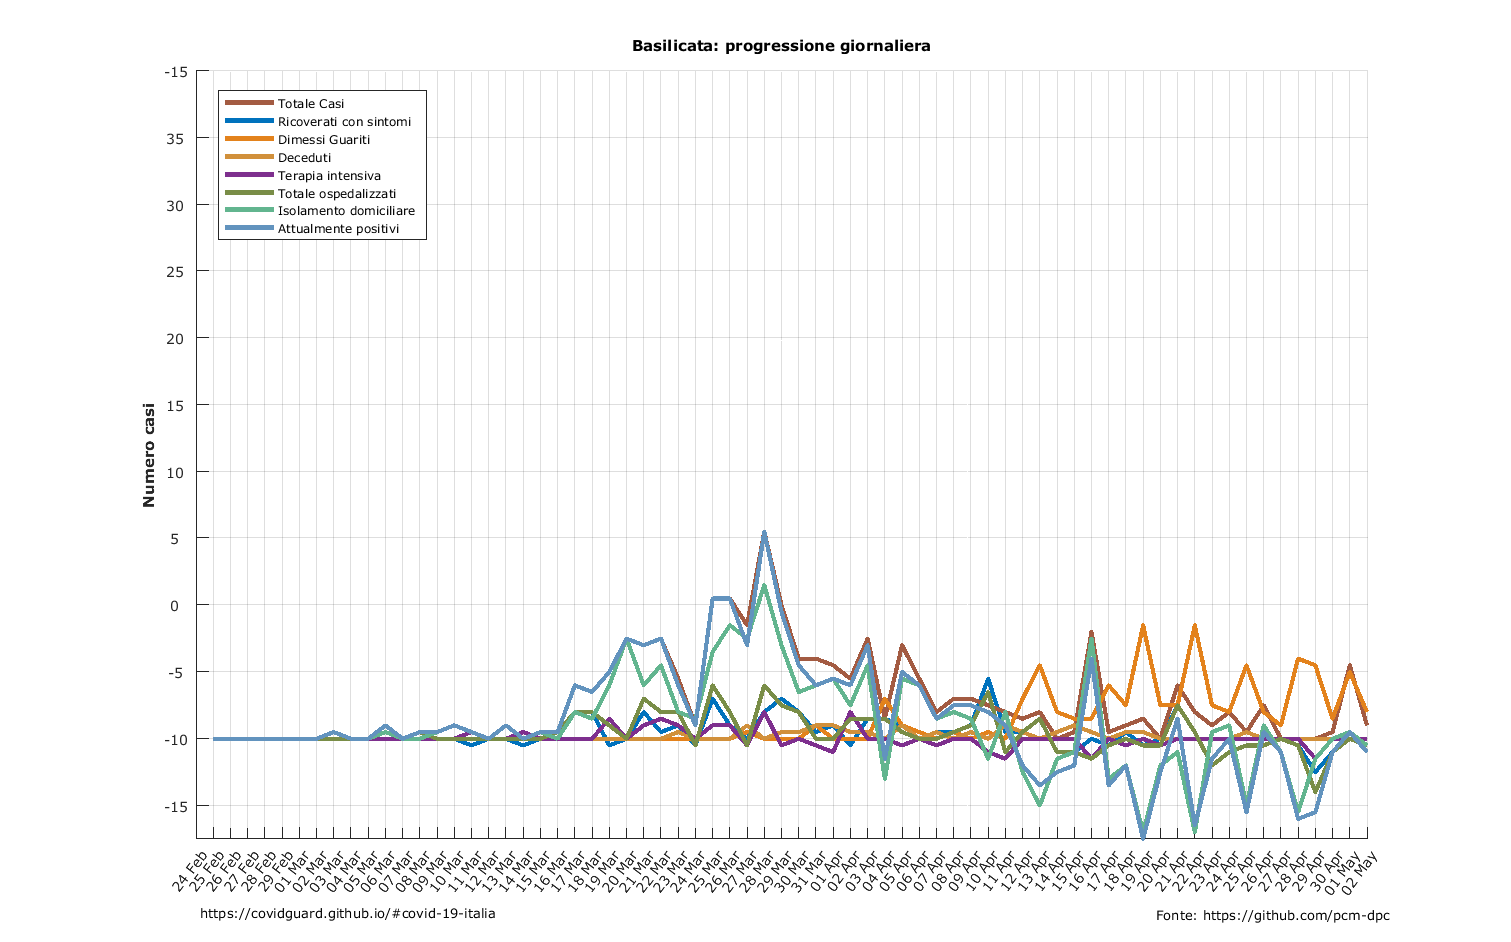 Basilicata: progressione giornaliera
-15
35
30
25
20
15
10
5
0
-5
-10
-15
Numero casi
Totale Casi
Ricoverati con sintomi
Dimessi Guariti
Deceduti
Terapia intensiva
Totale ospedalizzati
Isolamento domiciliare
Attualmente positivi
24 Feb
25 Feb
26 Feb
27 Feb
28 Feb
29 Feb
01 Mar
02 Mar
03 Mar
04 Mar
05 Mar
06 Mar
07 Mar
08 Mar
09 Mar
10 Mar
11 Mar
12 Mar
13 Mar
14 Mar
15 Mar
16 Mar
17 Mar
18 Mar
19 Mar
20 Mar
21 Mar
22 Mar
23 Mar
24 Mar
25 Mar
26 Mar
27 Mar
28 Mar
29 Mar
30 Mar
31 Mar
01 Apr
02 Apr
03 Apr
04 Apr
05 Apr
06 Apr
07 Apr
08 Apr
09 Apr
10 Apr
11 Apr
12 Apr
13 Apr
14 Apr
15 Apr
16 Apr
17 Apr
18 Apr
19 Apr
20 Apr
21 Apr
22 Apr
23 Apr
24 Apr
25 Apr
26 Apr
27 Apr
28 Apr
29 Apr
30 Apr
01 May
02 May
https://covidguard.github.io/#covid-19-italia
Fonte: https://github.com/pcm-dpc